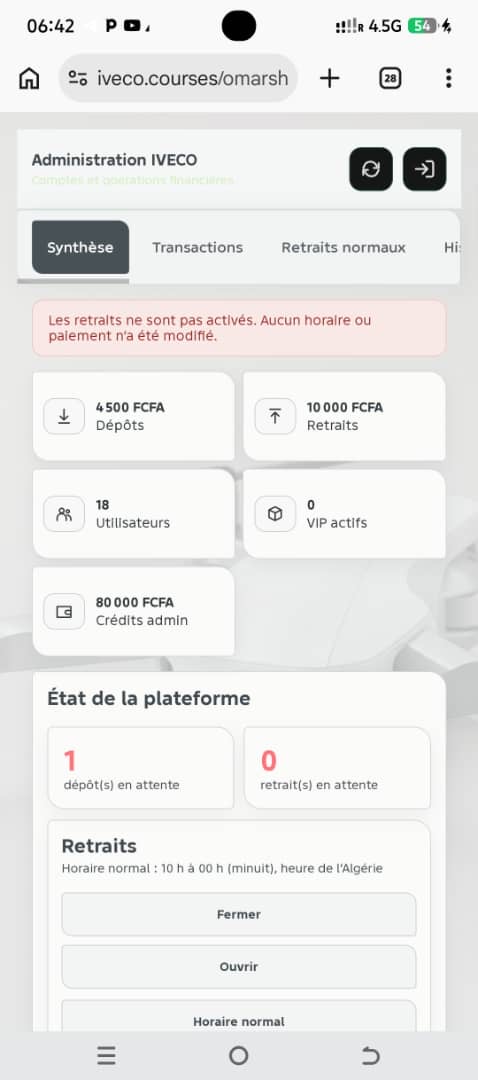 06:42
P
R 4.5G 54
iveco.courses/omarsh
28
Administration IVECO
Comptes et opérations financières
Synthèse
Transactions
Retraits normaux
His
Les retraits ne sont pas activés. Aucun horaire ou
paiement n'a été modifié.
4 500 FCFA
Dépôts
10 000 FCFA
Retraits
18
Utilisateurs
0
VIP actifs
80 000 FCFA
Crédits admin
État de la plateforme
1
dépôt(s) en attente
0
retrait(s) en attente
Retraits
Horaire normal : 10 h à 00 h (minuit), heure de l'Algérie
Fermer
Ouvrir
Horaire normal